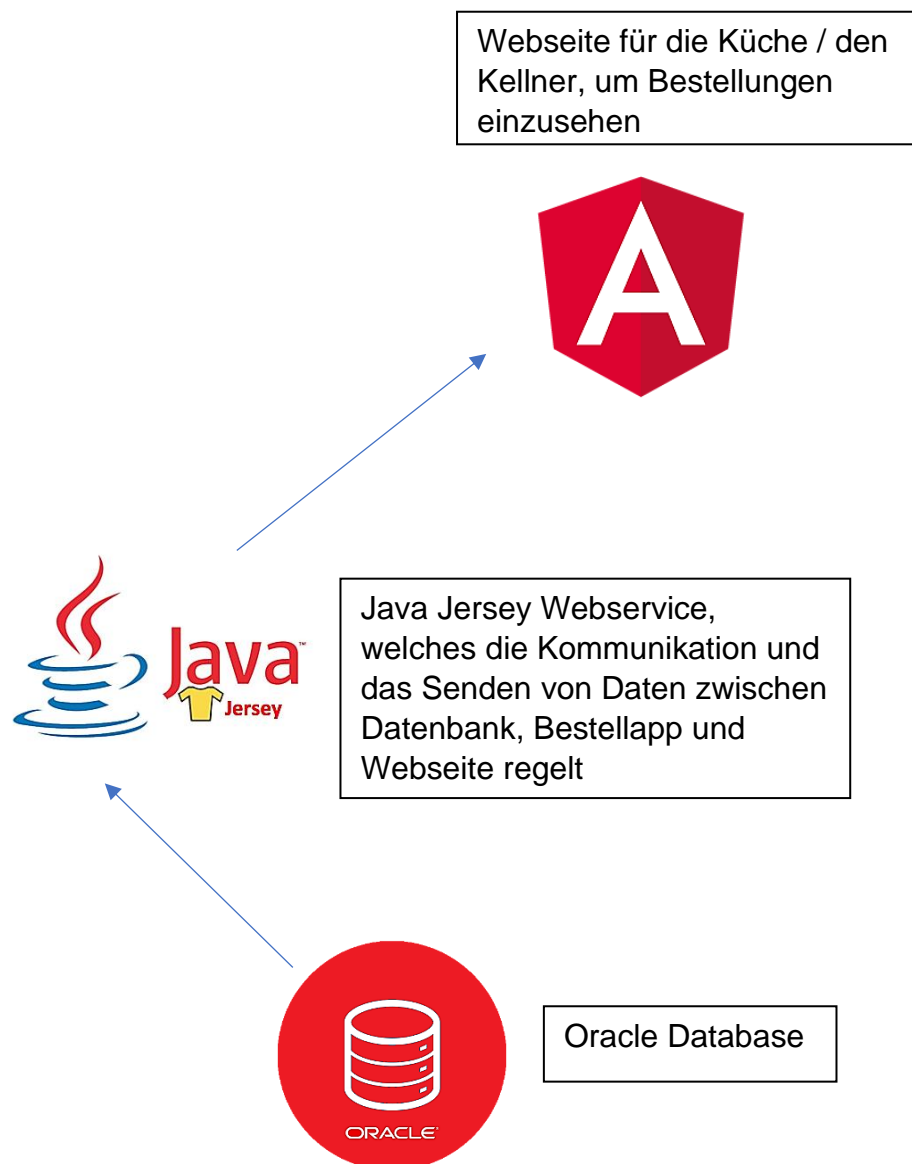 Webseite für die Küche / den
Kellner, um Bestellungen
einzusehen
A
Java™
Jersey
Java Jersey Webservice,
welches die Kommunikation und
das Senden von Daten zwischen
Datenbank, Bestellapp und
Webseite regelt
Oracle Database
ORACLE